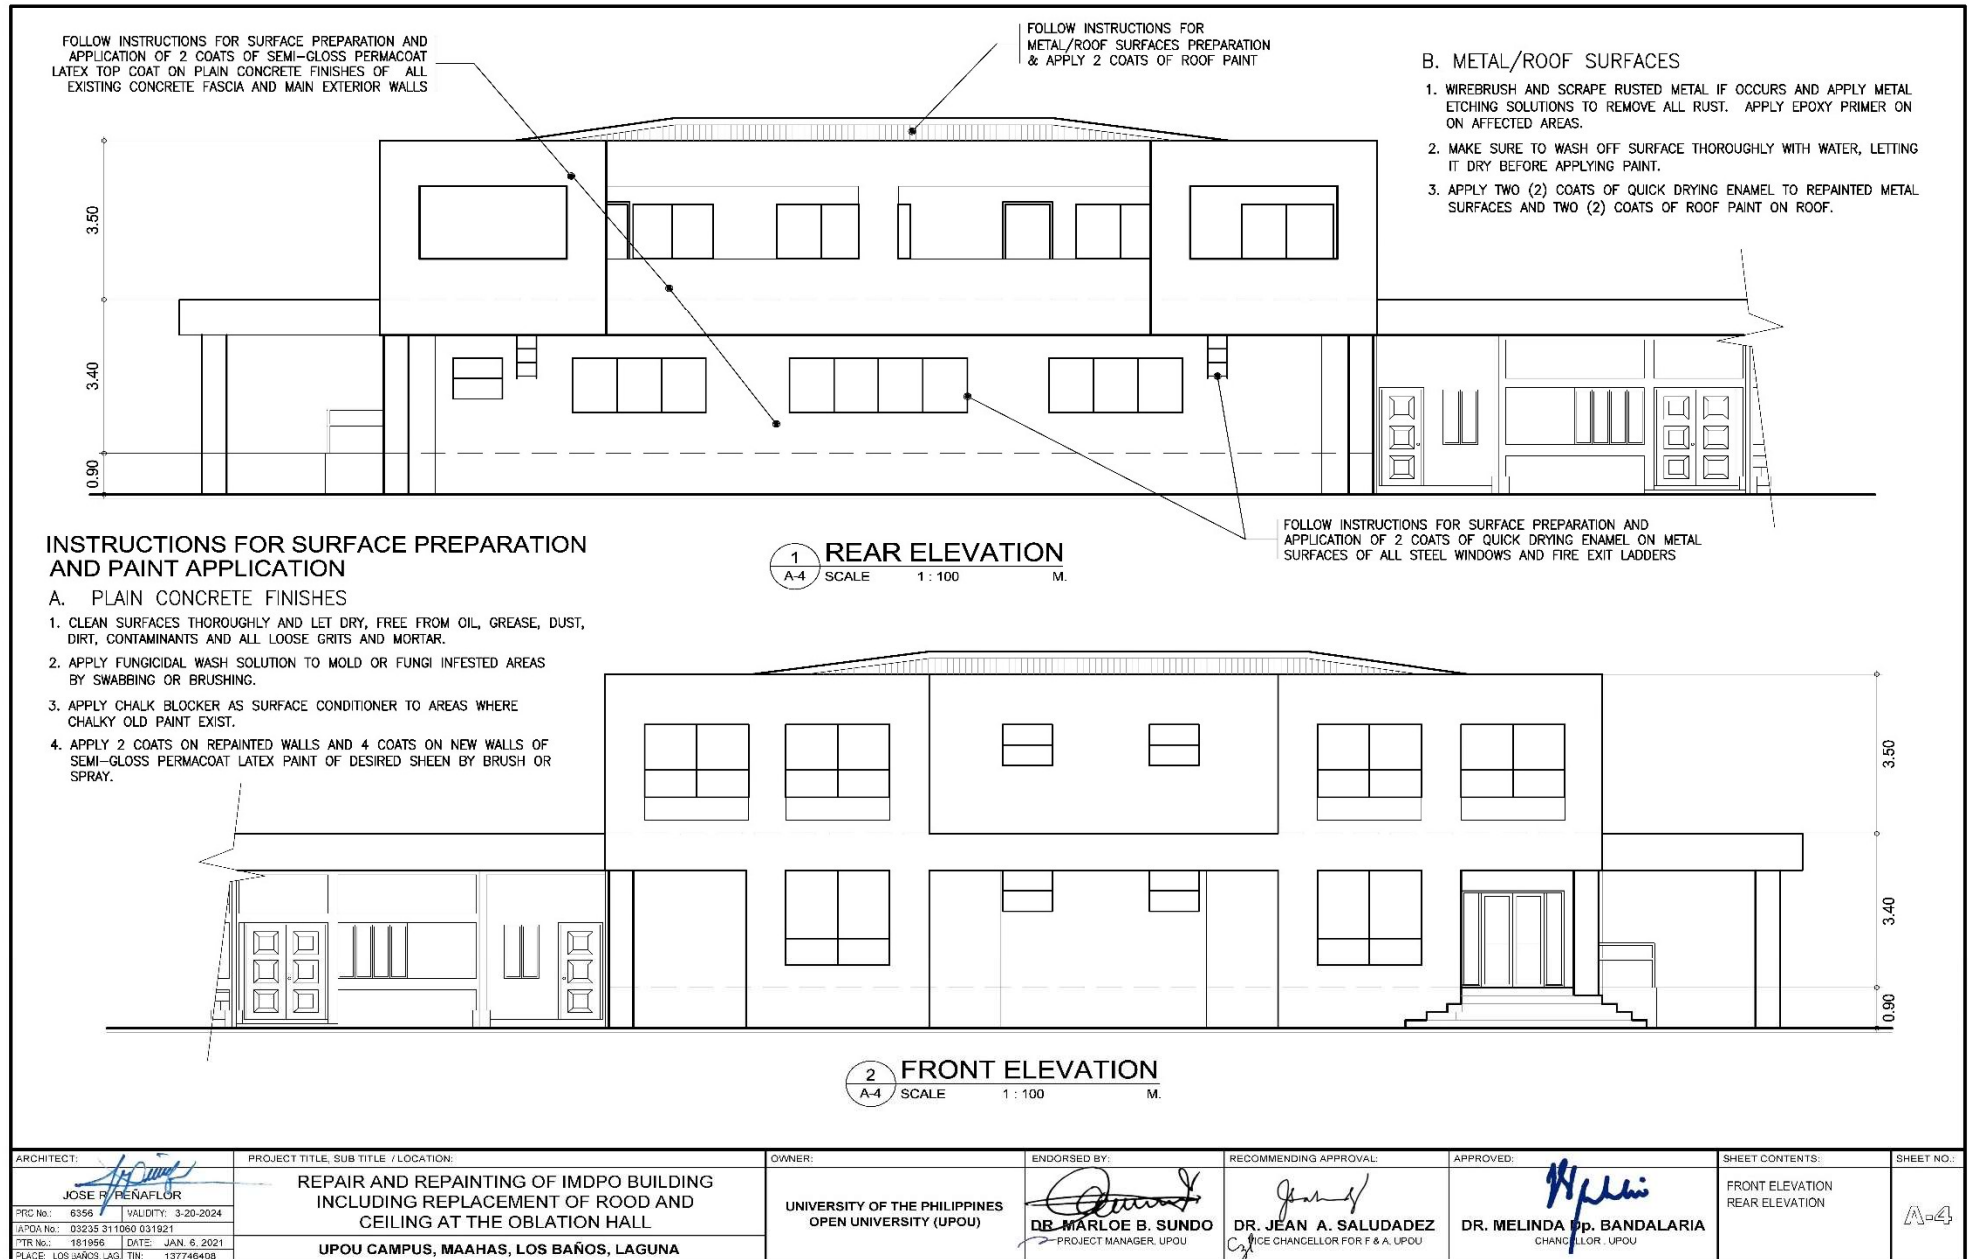 FOLLOW INSTRUCTIONS FOR SURFACE PREPARATION AND
APPLICATION OF 2 COATS OF SEMI-GLOSS PERMACOAT
LATEX TOP COAT ON PLAIN CONCRETE FINISHES OF ALL
EXISTING CONCRETE FASCIA AND MAIN EXTERIOR WALLS
FOLLOW INSTRUCTIONS FOR
METAL/ROOF SURFACES PREPARATION
& APPLY 2 COATS OF ROOF PAINT
B. METAL/ROOF SURFACES
1. WIREBRUSH AND SCRAPE RUSTED METAL IF OCCURS AND APPLY METAL
ETCHING SOLUTIONS TO REMOVE ALL RUST. APPLY EPOXY PRIMER ON
ON AFFECTED AREAS.
2. MAKE SURE TO WASH OFF SURFACE THOROUGHLY WITH WATER, LETTING
IT DRY BEFORE APPLYING PAINT.
3. APPLY TWO (2) COATS OF QUICK DRYING ENAMEL TO REPAINTED METAL
SURFACES AND TWO (2) COATS OF ROOF PAINT ON ROOF.
3.50
3.40
0.90
FOLLOW INSTRUCTIONS FOR SURFACE PREPARATION AND
APPLICATION OF 2 COATS OF QUICK DRYING ENAMEL ON METAL
SURFACES OF ALL STEEL WINDOWS AND FIRE EXIT LADDERS
1
A-4
REAR ELEVATION
SCALE 1 : 100 M.
INSTRUCTIONS FOR SURFACE PREPARATION
AND PAINT APPLICATION
A. PLAIN CONCRETE FINISHES
1. CLEAN SURFACES THOROUGHLY AND LET DRY, FREE FROM OIL, GREASE, DUST,
DIRT, CONTAMINANTS AND ALL LOOSE GRITS AND MORTAR.
2. APPLY FUNGICIDAL WASH SOLUTION TO MOLD OR FUNGI INFESTED AREAS
BY SWABBING OR BRUSHING.
3. APPLY CHALK BLOCKER AS SURFACE CONDITIONER TO AREAS WHERE
CHALKY OLD PAINT EXIST.
4. APPLY 2 COATS ON REPAINTED WALLS AND 4 COATS ON NEW WALLS OF
SEMI-GLOSS PERMACOAT LATEX PAINT OF DESIRED SHEEN BY BRUSH OR
SPRAY.
3.50
3.40
0.90
2
A-4
FRONT ELEVATION
SCALE 1 : 100 M.
ARCHITECT:
JOSE R. PEÑAFLOR
PRC No.: 6356 VALIDITY: 3-20-2024
IAPOA No.: 03235 311060 031921
PTR No.: 181956 DATE: JAN. 6, 2021
PLACE: LOS BAÑOS, LAG. TIN: 137746408
PROJECT TITLE, SUB TITLE / LOCATION:
REPAIR AND REPAINTING OF IMDPO BUILDING
INCLUDING REPLACEMENT OF ROOD AND
CEILING AT THE OBLATION HALL
UPOU CAMPUS, MAAHAS, LOS BAÑOS, LAGUNA
OWNER:
UNIVERSITY OF THE PHILIPPINES
OPEN UNIVERSITY (UPOU)
ENDORSED BY:
DR. MARLOE B. SUNDO
PROJECT MANAGER, UPOU
RECOMMENDING APPROVAL:
DR. JEAN A. SALUDADEZ
VICE CHANCELLOR FOR F & A, UPOU
APPROVED:
DR. MELINDA Dp. BANDALARIA
CHANCELLOR . UPOU
SHEET CONTENTS:
FRONT ELEVATION
REAR ELEVATION
SHEET NO.:
A-4